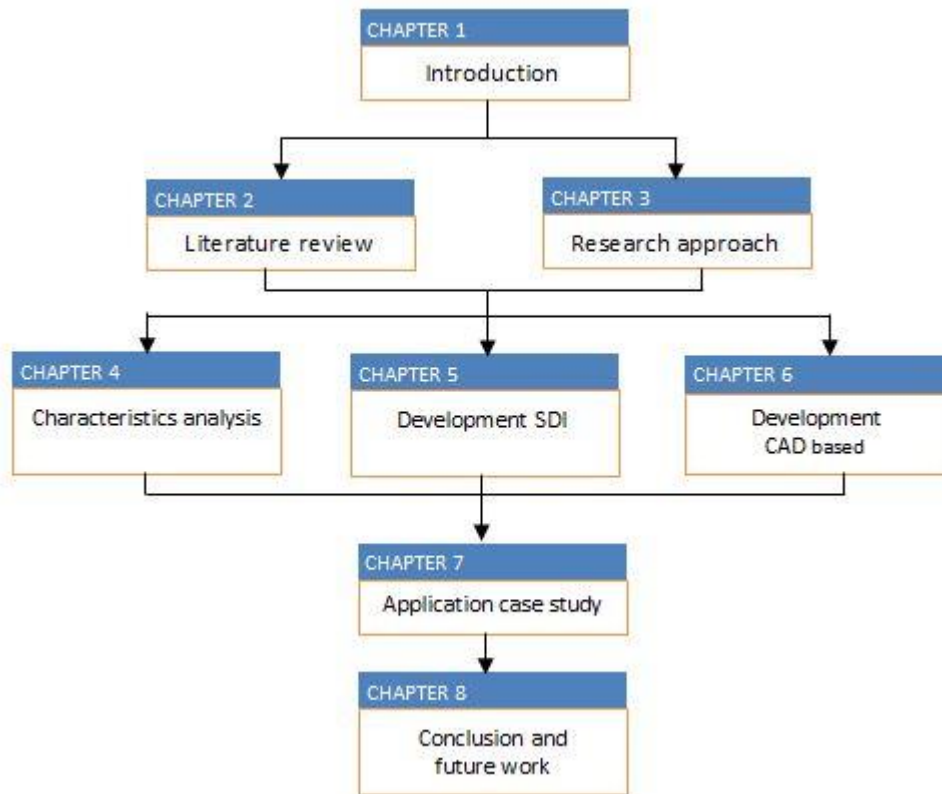 CHAPTER 1
Introduction
CHAPTER 2
Literature review
CHAPTER 3
Research approach
CHAPTER 4
Characteristics analysis
CHAPTER 5
Development SDI
CHAPTER 6
Development
CAD based
CHAPTER 7
Application case study
CHAPTER 8
Conclusion and
future work